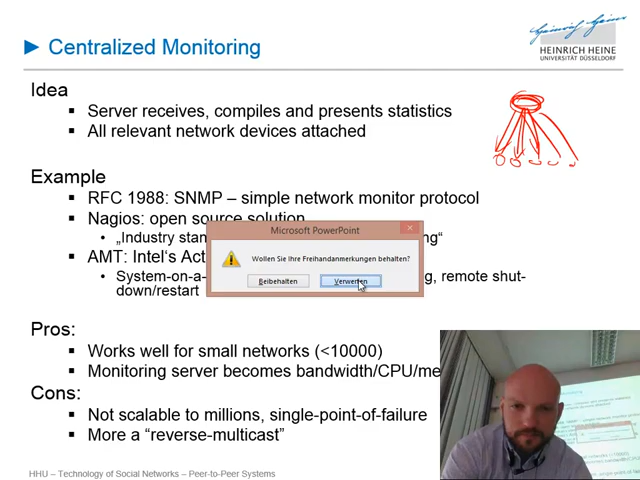 ► Centralized Monitoring
Heinrich Heine
HEINRICH HEINE
UNIVERSITÄT DÜSSELDORF
Idea
▪ Server receives, compiles and presents statistics
▪ All relevant network devices attached
Example
▪ RFC 1988: SNMP – simple network monitor protocol
▪ Nagios: open source solution
• „Industry stan
ng“
▪ AMT: Intel‘s Act
• System-on-a-
g, remote shut-
down/restart
Microsoft PowerPoint
Wollen Sie Ihre Freihandanmerkungen behalten?
Beibehalten
Verwerfen
Pros:
▪ Works well for small networks (<10000)
▪ Monitoring server becomes bandwidth/CPU/me
Cons:
▪ Not scalable to millions, single-point-of-failure
▪ More a “reverse-multicast”
HHU – Technology of Social Networks – Peer-to-Peer Systems